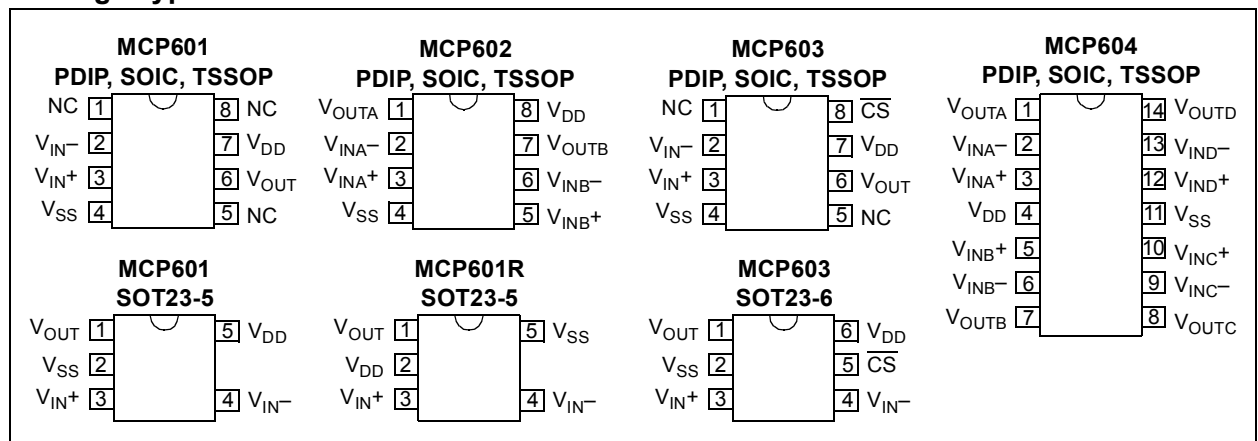 MCP601
PDIP, SOIC, TSSOP
NC 1 8 NC
VIN– 2 7 VDD
VIN+ 3 6 VOUT
VSS 4 5 NC
MCP602
PDIP, SOIC, TSSOP
VOUTA 1 8 VDD
VINA– 2 7 VOUTB
VINA+ 3 6 VINB–
VSS 4 5 VINB+
MCP603
PDIP, SOIC, TSSOP
NC 1 8 C̅S̅
VIN– 2 7 VDD
VIN+ 3 6 VOUT
VSS 4 5 NC
MCP604
PDIP, SOIC, TSSOP
VOUTA 1 14 VOUTD
VINA– 2 13 VIND–
VINA+ 3 12 VIND+
VDD 4 11 VSS
VINB+ 5 10 VINC+
VINB– 6 9 VINC–
VOUTB 7 8 VOUTC
MCP601
SOT23-5
VOUT 1 5 VDD
VSS 2
VIN+ 3 4 VIN–
MCP601R
SOT23-5
VOUT 1 5 VSS
VDD 2
VIN+ 3 4 VIN–
MCP603
SOT23-6
VOUT 1 6 VDD
VSS 2 5 C̅S̅
VIN+ 3 4 VIN–